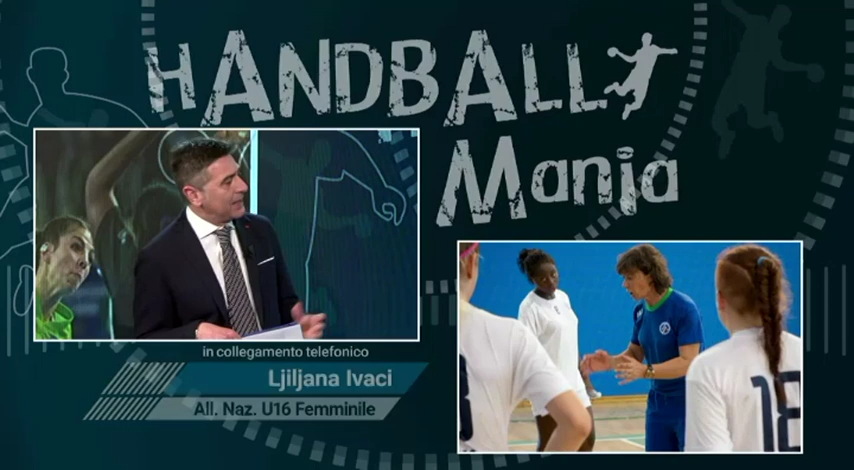 HANDBALL
Mania
in collegamento telefonico
Ljiljana Ivaci
All. Naz. U16 Femminile
18